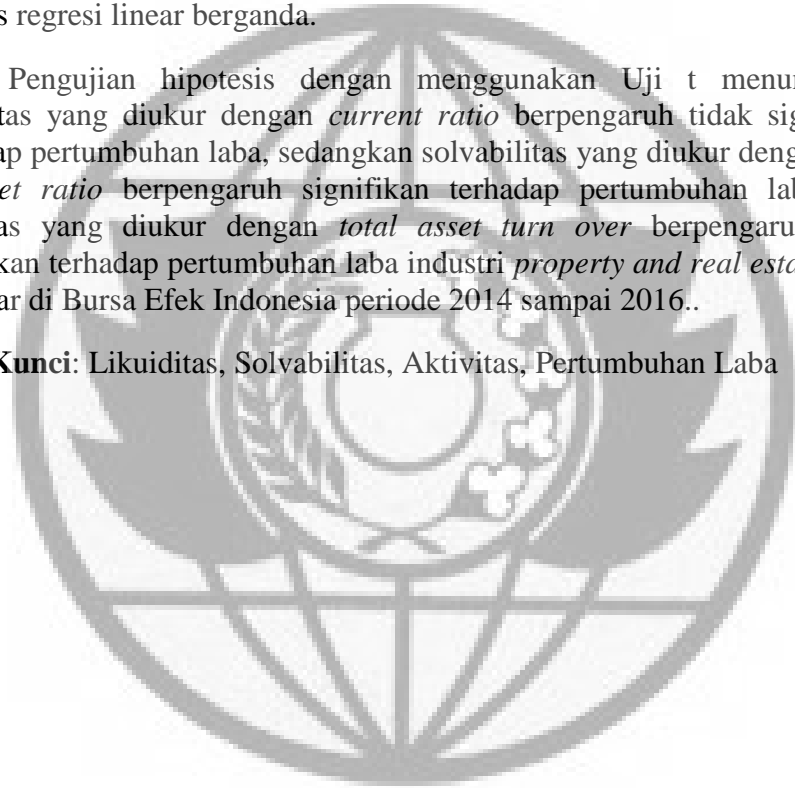 s regresi linear berganda.
Pengujian hipotesis dengan menggunakan Uji t menun
tas yang diukur dengan current ratio berpengaruh tidak sig
ap pertumbuhan laba, sedangkan solvabilitas yang diukur deng
et ratio berpengaruh signifikan terhadap pertumbuhan lab
as yang diukur dengan total asset turn over berpengaru
kan terhadap pertumbuhan laba industri property and real esta
ar di Bursa Efek Indonesia periode 2014 sampai 2016..
Kunci: Likuiditas, Solvabilitas, Aktivitas, Pertumbuhan Laba